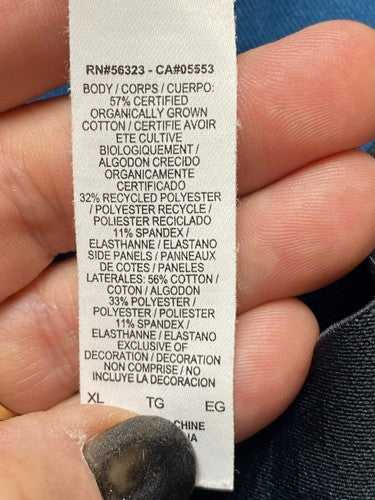 RN#56323 - CA#05553
BODY / CORPS / CUERPO:
57% CERTIFIED
ORGANICALLY GROWN
COTTON / CERTIFIE AVOIR
ETE CULTIVE
BIOLOGIQUEMENT /
ALGODON CRECIDO
ORGANICAMENTE
CERTIFICADO
32% RECYCLED POLYESTER
/ POLYESTER RECYCLE /
POLIESTER RECICLADO
11% SPANDEX /
ELASTHANNE / ELASTANO
SIDE PANELS / PANNEAUX
DE COTES / PANELES
LATERALES: 56% COTTON /
COTON / ALGODON
33% POLYESTER /
POLYESTER / POLIESTER
11% SPANDEX /
ELASTHANNE / ELASTANO
EXCLUSIVE OF
DECORATION / DECORATION
NON COMPRISE / NO
INCLUYE LA DECORACION
XL TG EG